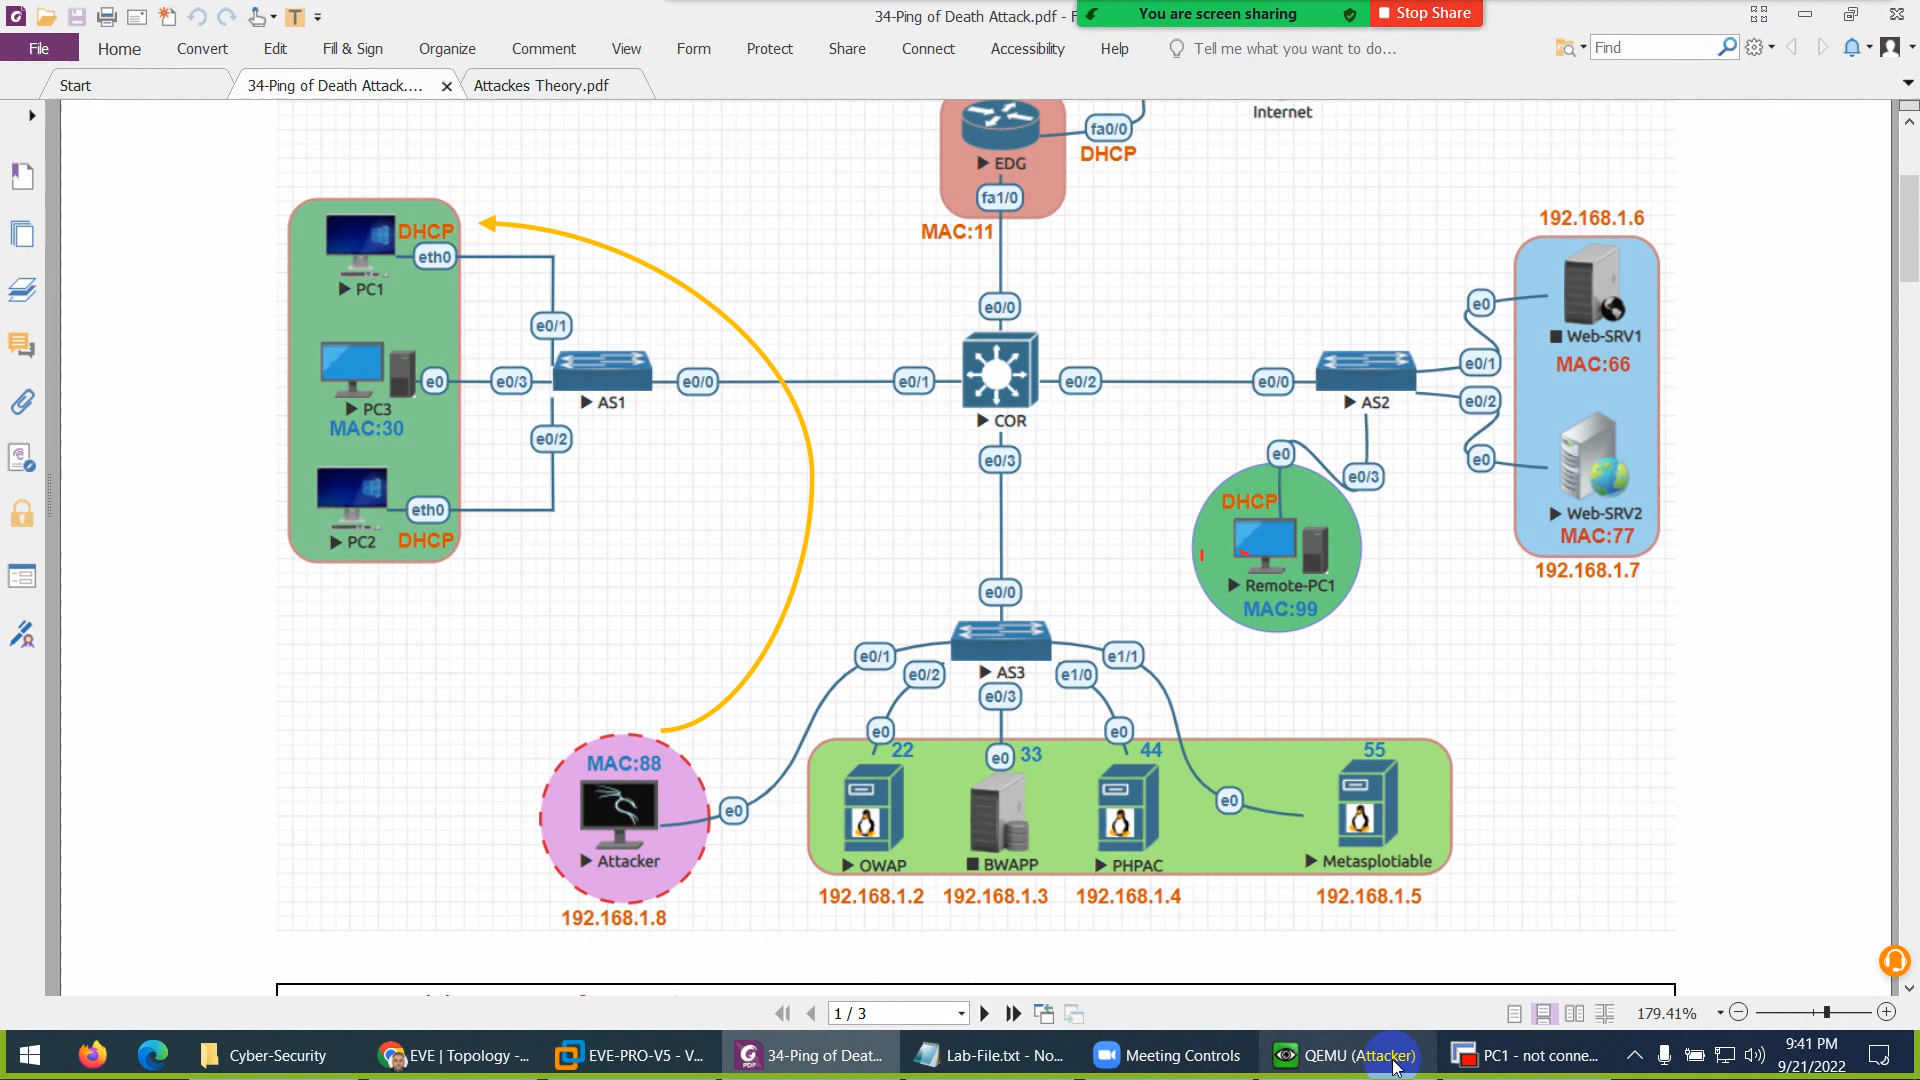 34-Ping of Death Attack.pdf - F
You are screen sharing
Stop Share
File
Home
Convert
Edit
Fill & Sign
Organize
Comment
View
Form
Protect
Share
Connect
Accessibility
Help
Tell me what you want to do...
Find
Start
34-Ping of Death Attack....
Attackes Theory.pdf
Internet
fa0/0
DHCP
EDG
fa1/0
MAC:11
192.168.1.6
DHCP
eth0
PC1
e0/1
e0/0
e0
Web-SRV1
MAC:66
e0/1
PC3
MAC:30
e0
e0/3
AS1
e0/0
e0/1
COR
e0/2
e0/0
AS2
e0/2
e0/2
e0/3
e0
e0/3
e0
DHCP
eth0
PC2
DHCP
Web-SRV2
MAC:77
192.168.1.7
Remote-PC1
MAC:99
e0/0
e0/1
e0/2
AS3
e0/3
e1/0
e1/1
MAC:88
e0
22
e0
33
e0
44
55
e0
e0
Attacker
192.168.1.8
OWAP
BWAPP
PHPAC
Metasplotiable
192.168.1.2
192.168.1.3
192.168.1.4
192.168.1.5
1 / 3
179.41%
Cyber-Security
EVE | Topology -...
EVE-PRO-V5 - V...
34-Ping of Deat...
Lab-File.txt - No...
Meeting Controls
QEMU (Attacker)
PC1 - not conne...
9:41 PM
9/21/2022